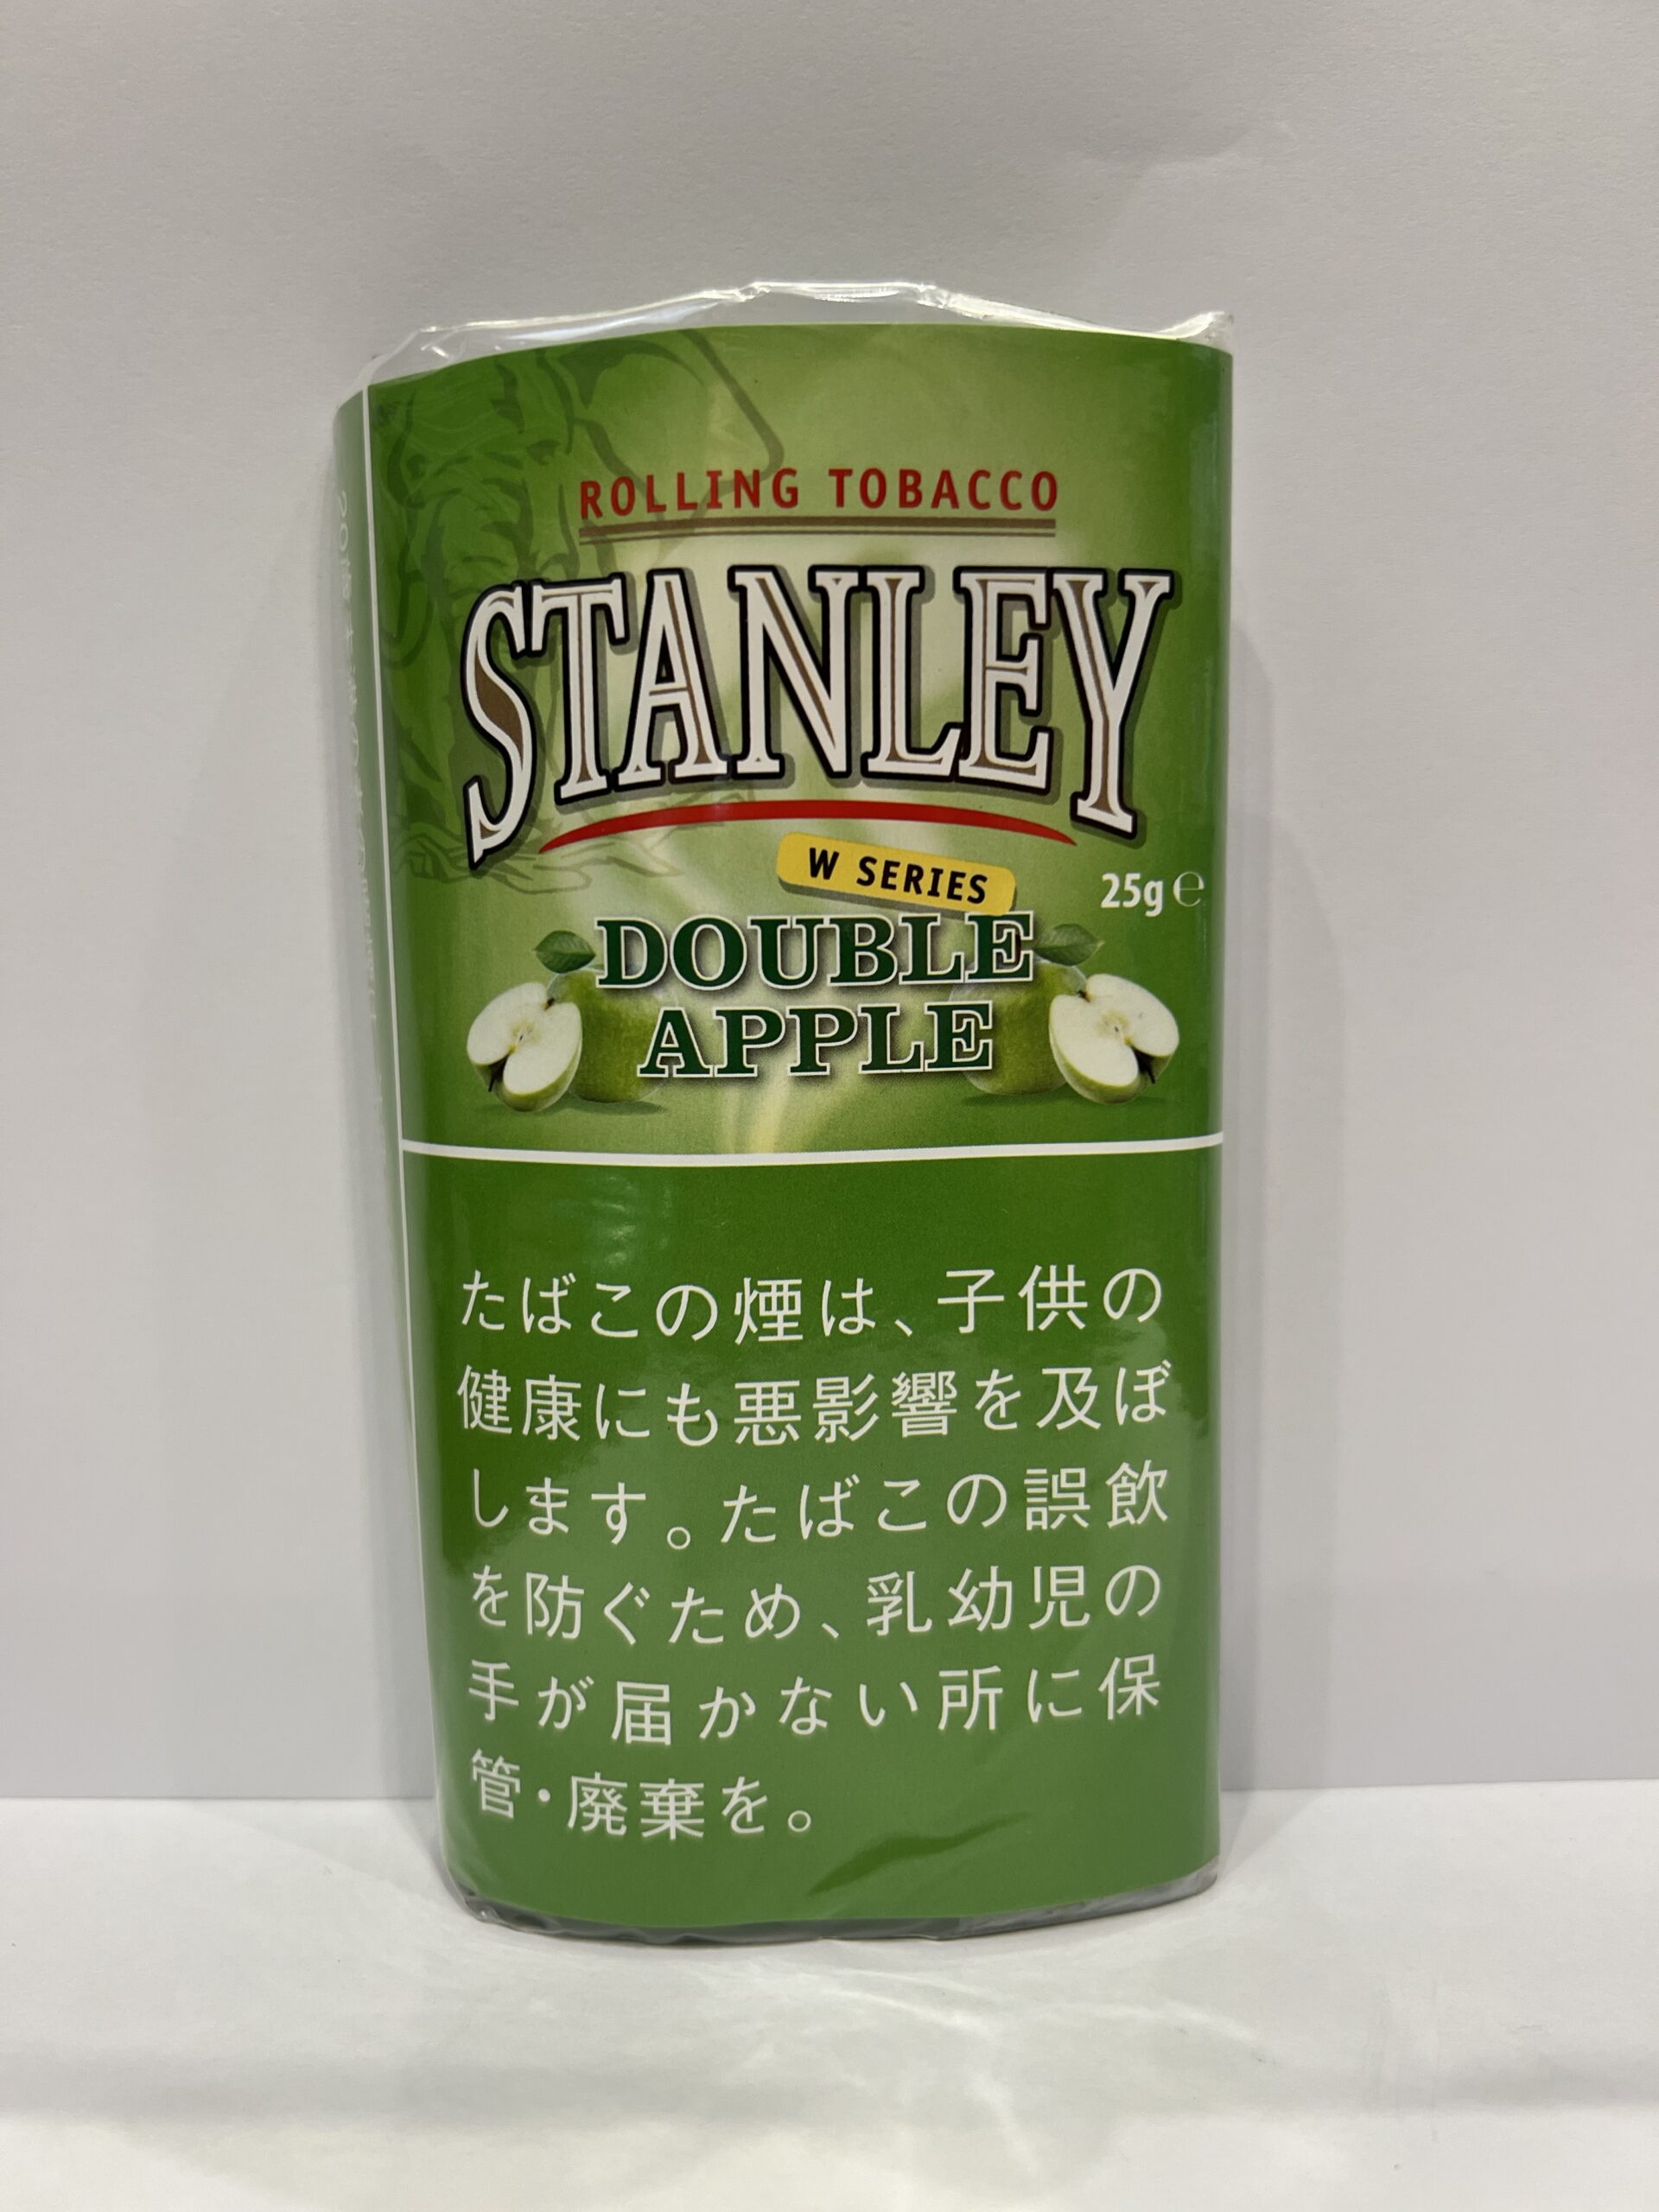 ROLLING TOBACCO
STANLEY
W SERIES
25g ℮
DOUBLE
APPLE
たばこの煙は、子供の
健康にも悪影響を及ぼ
します。たばこの誤飲
を防ぐため、乳幼児の
手が届かない所に保
管・廃棄を。